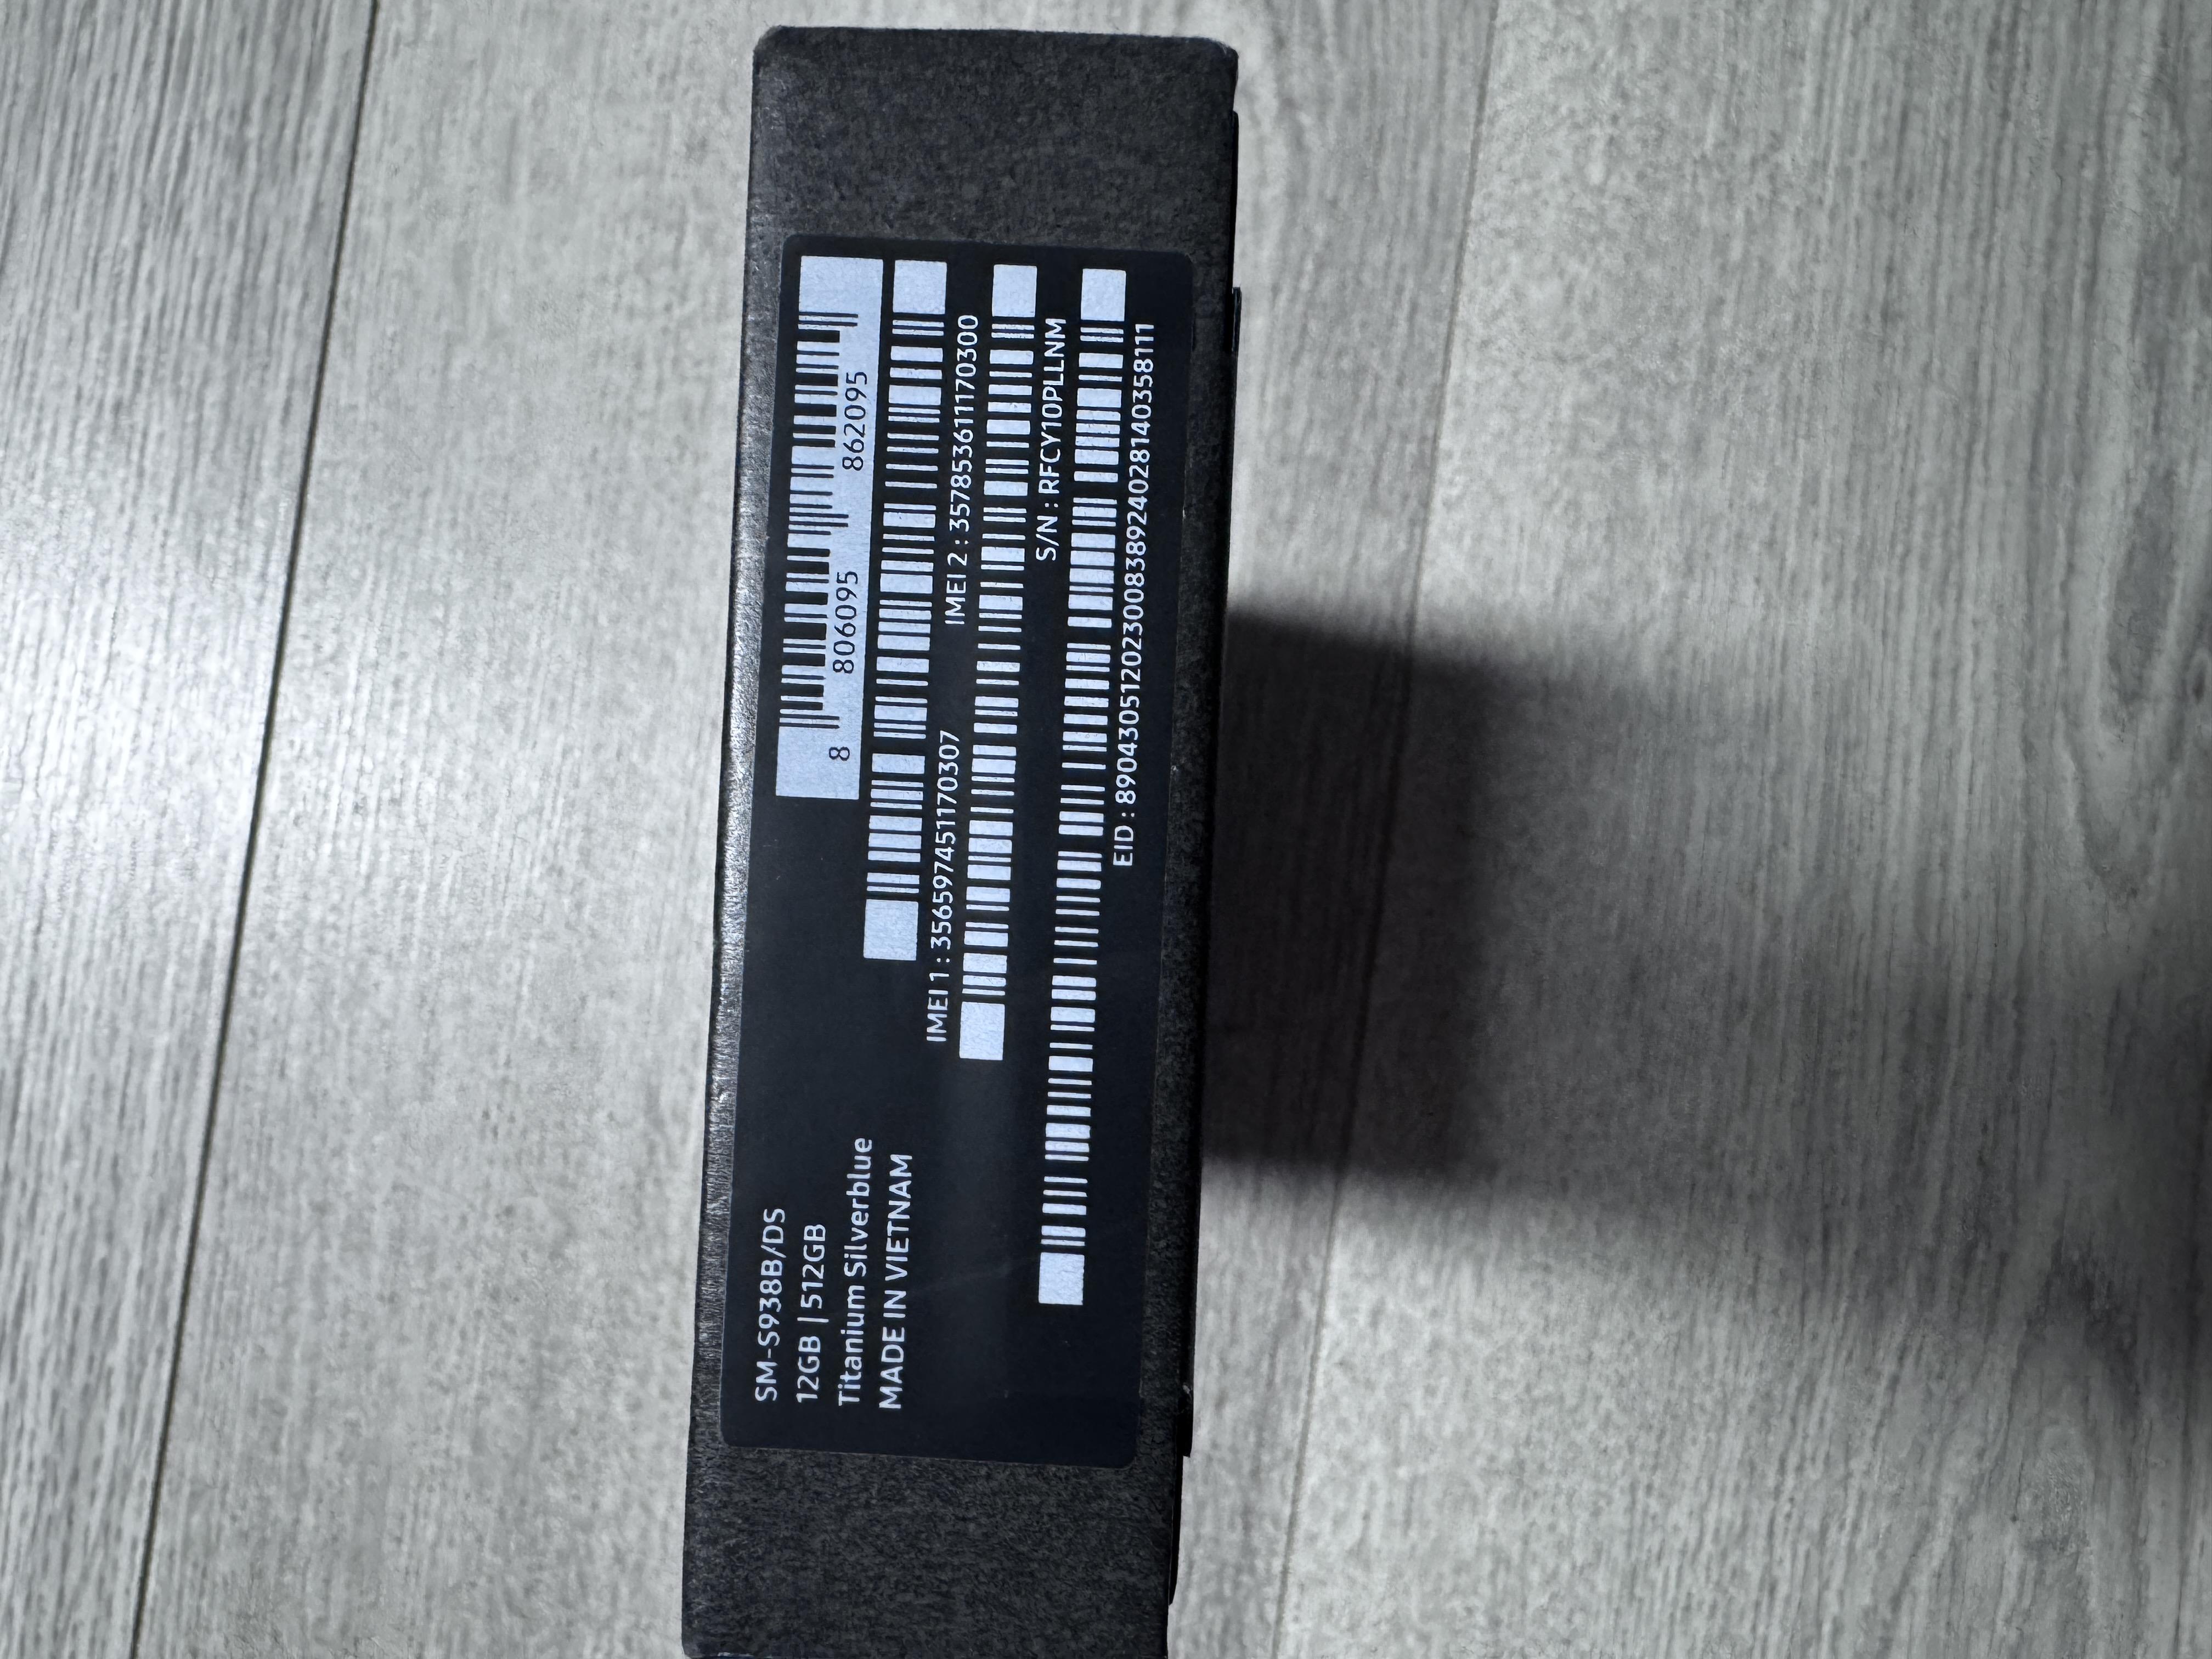 SM-S938B/DS
12GB | 512GB
Titanium Silverblue
MADE IN VIETNAM
8 806095 862095
IMEI 1 : 356597451170307
IMEI 2 : 357853611170300
S/N : RFCY10PLLNM
EID : 89043051202300838924028140358111